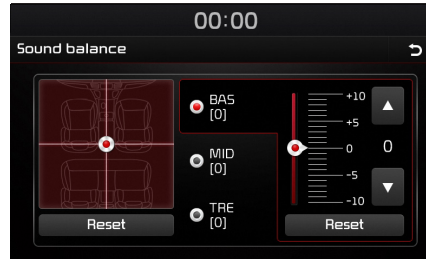 00:00
Sound balance
BAS
[0]
MID
[0]
TRE
[0]
+10
+5
0
-5
-10
0
Reset
Reset